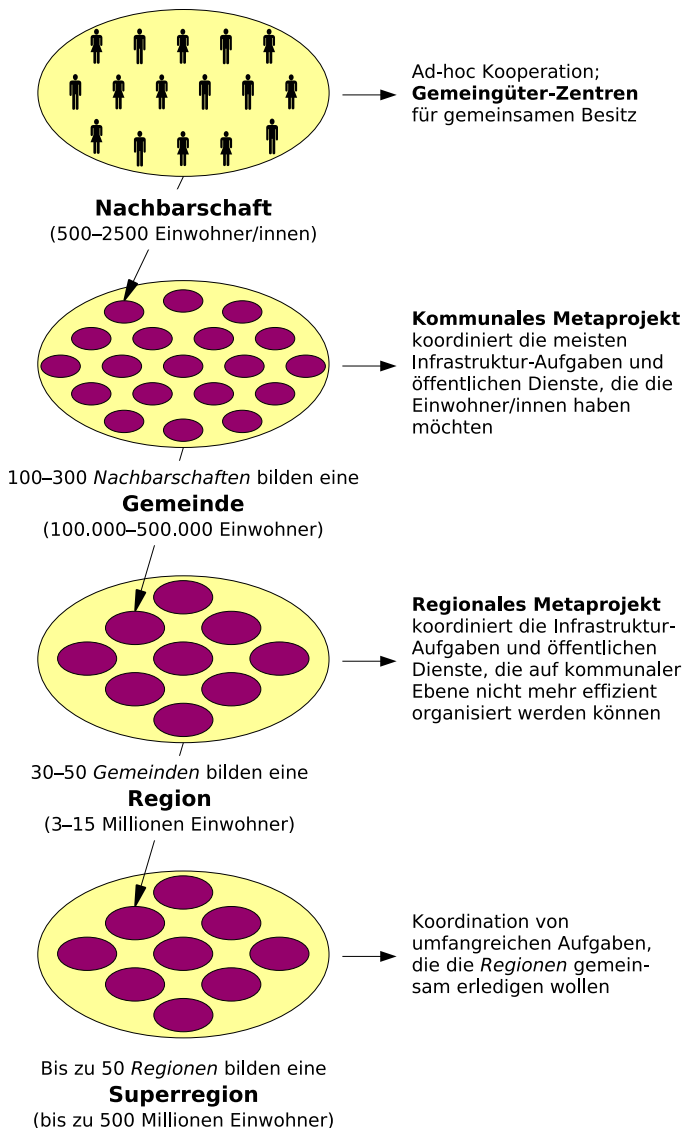 Ad-hoc Kooperation;
Gemeingüter-Zentren
für gemeinsamen Besitz
Nachbarschaft
(500–2500 Einwohner/innen)
Kommunales Metaprojekt
koordiniert die meisten
Infrastruktur-Aufgaben und
öffentlichen Dienste, die die
Einwohner/innen haben
möchten
100–300 Nachbarschaften bilden eine
Gemeinde
(100.000–500.000 Einwohner)
Regionales Metaprojekt
koordiniert die Infrastruktur-
Aufgaben und öffentlichen
Dienste, die auf kommunaler
Ebene nicht mehr effizient
organisiert werden können
30–50 Gemeinden bilden eine
Region
(3–15 Millionen Einwohner)
Koordination von
umfangreichen Aufgaben,
die die Regionen gemein-
sam erledigen wollen
Bis zu 50 Regionen bilden eine
Superregion
(bis zu 500 Millionen Einwohner)